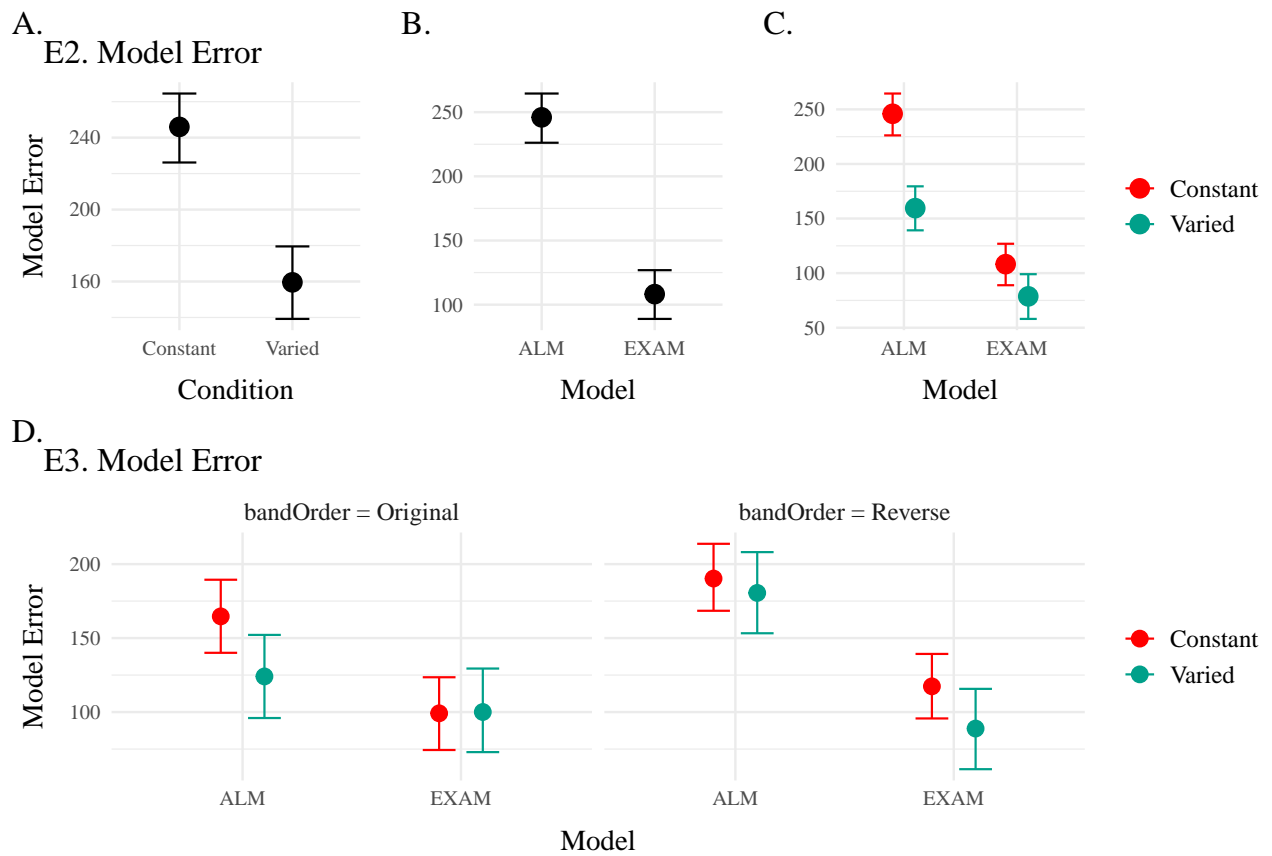 A.
E2. Model Error
Model Error
240
200
160
Constant Varied
Condition
B.
250
200
150
100
ALM EXAM
Model
C.
250
200
150
100
50
ALM EXAM
Model
Constant
Varied
D.
E3. Model Error
bandOrder = Original bandOrder = Reverse
Model Error
200
150
100
ALM EXAM ALM EXAM
Model
Constant
Varied